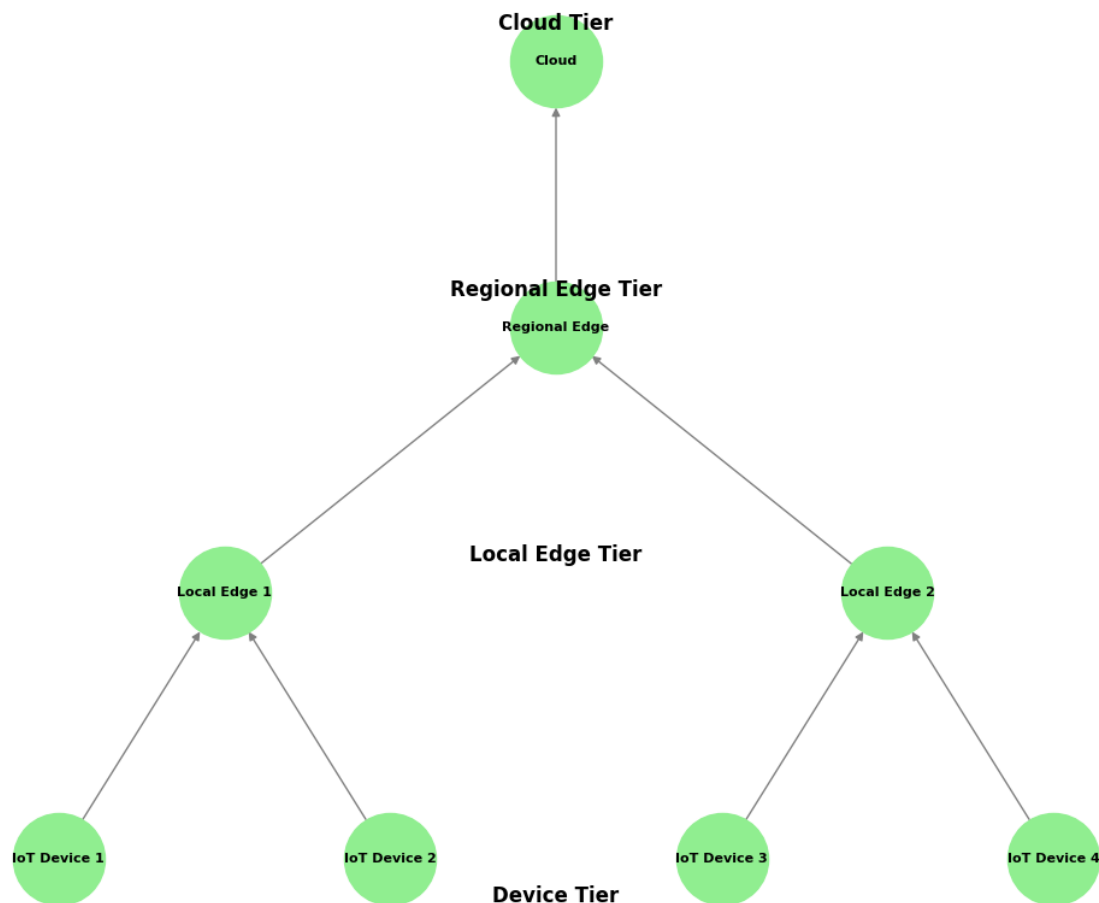 Cloud Tier
Cloud
Regional Edge Tier
Regional Edge
Local Edge Tier
Local Edge 1
Local Edge 2
IoT Device 1
IoT Device 2
IoT Device 3
IoT Device 4
Device Tier